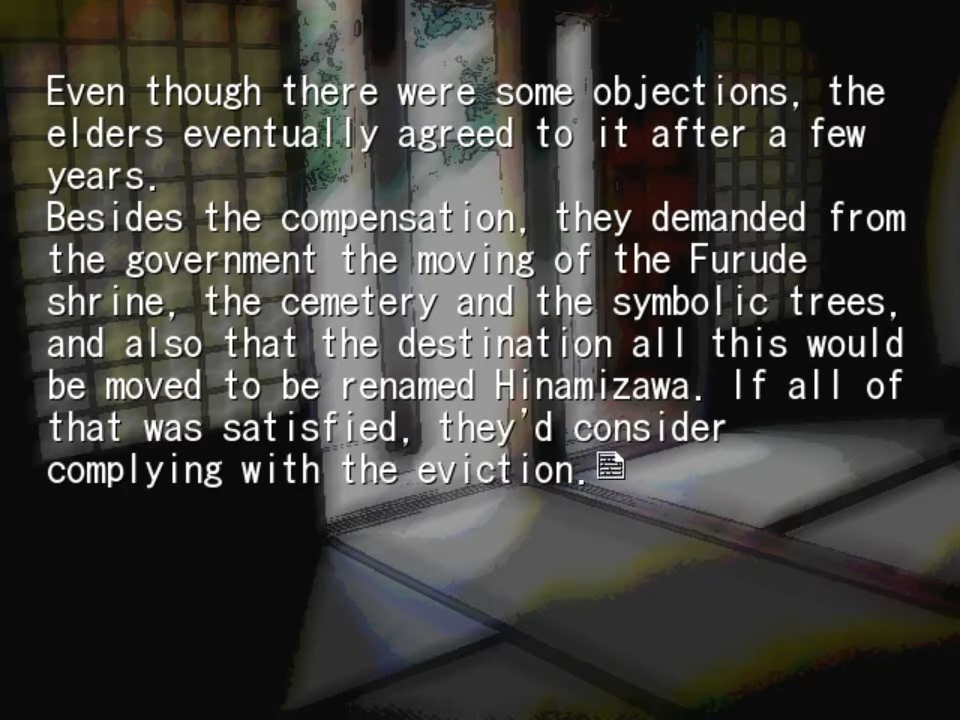 Even though there were some objections, the
elders eventually agreed to it after a few
years.
Besides the compensation, they demanded from
the government the moving of the Furude
shrine, the cemetery and the symbolic trees,
and also that the destination all this would
be moved to be renamed Hinamizawa. If all of
that was satisfied, they'd consider
complying with the eviction.